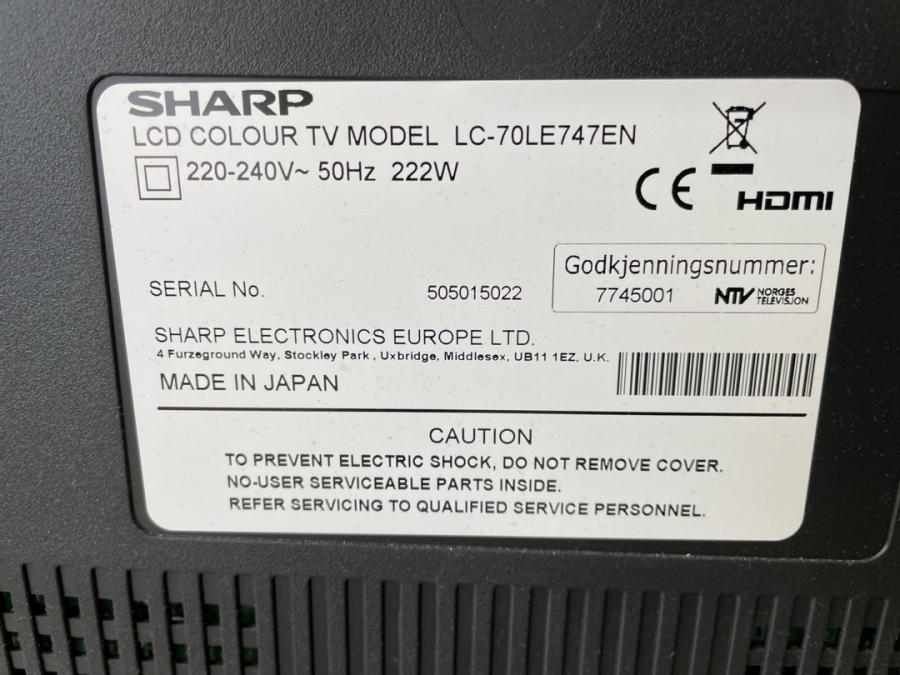 SHARP
LCD COLOUR TV MODEL LC-70LE747EN
220-240V~ 50Hz 222W
CE
HDMI
Godkjenningsnummer:
7745001 NTV NORGES TELEVISJON
SERIAL No. 505015022
SHARP ELECTRONICS EUROPE LTD.
4 Furzeground Way, Stockley Park, Uxbridge, Middlesex, UB11 1EZ, U.K.
MADE IN JAPAN
CAUTION
TO PREVENT ELECTRIC SHOCK, DO NOT REMOVE COVER.
NO-USER SERVICEABLE PARTS INSIDE.
REFER SERVICING TO QUALIFIED SERVICE PERSONNEL.